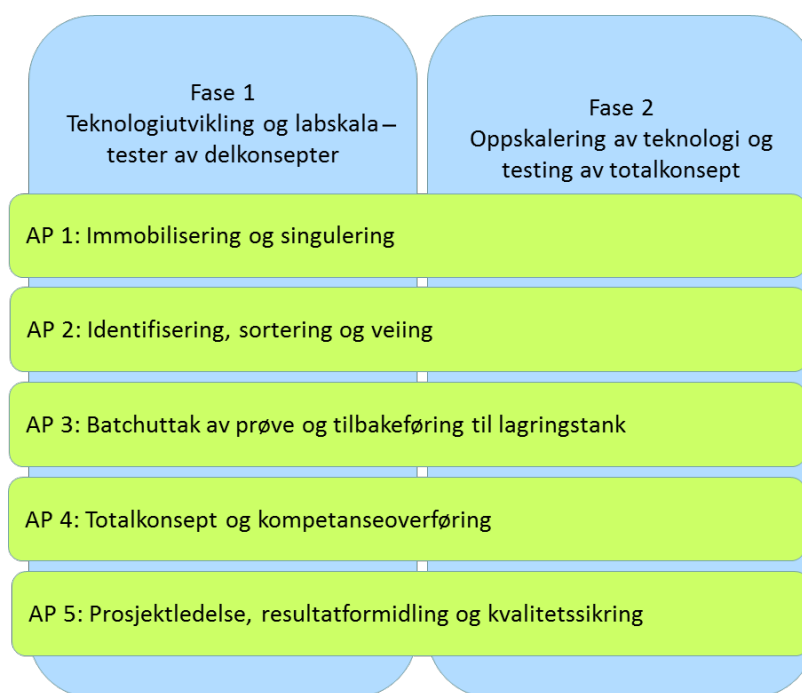 Fase 1
Teknologiutvikling og labskala –
tester av delkonsepter
Fase 2
Oppskalering av teknologi og
testing av totalkonsept
AP 1: Immobilisering og singulering
AP 2: Identifisering, sortering og veiing
AP 3: Batchuttak av prøve og tilbakeføring til lagringstank
AP 4: Totalkonsept og kompetanseoverføring
AP 5: Prosjektledelse, resultatformidling og kvalitetssikring